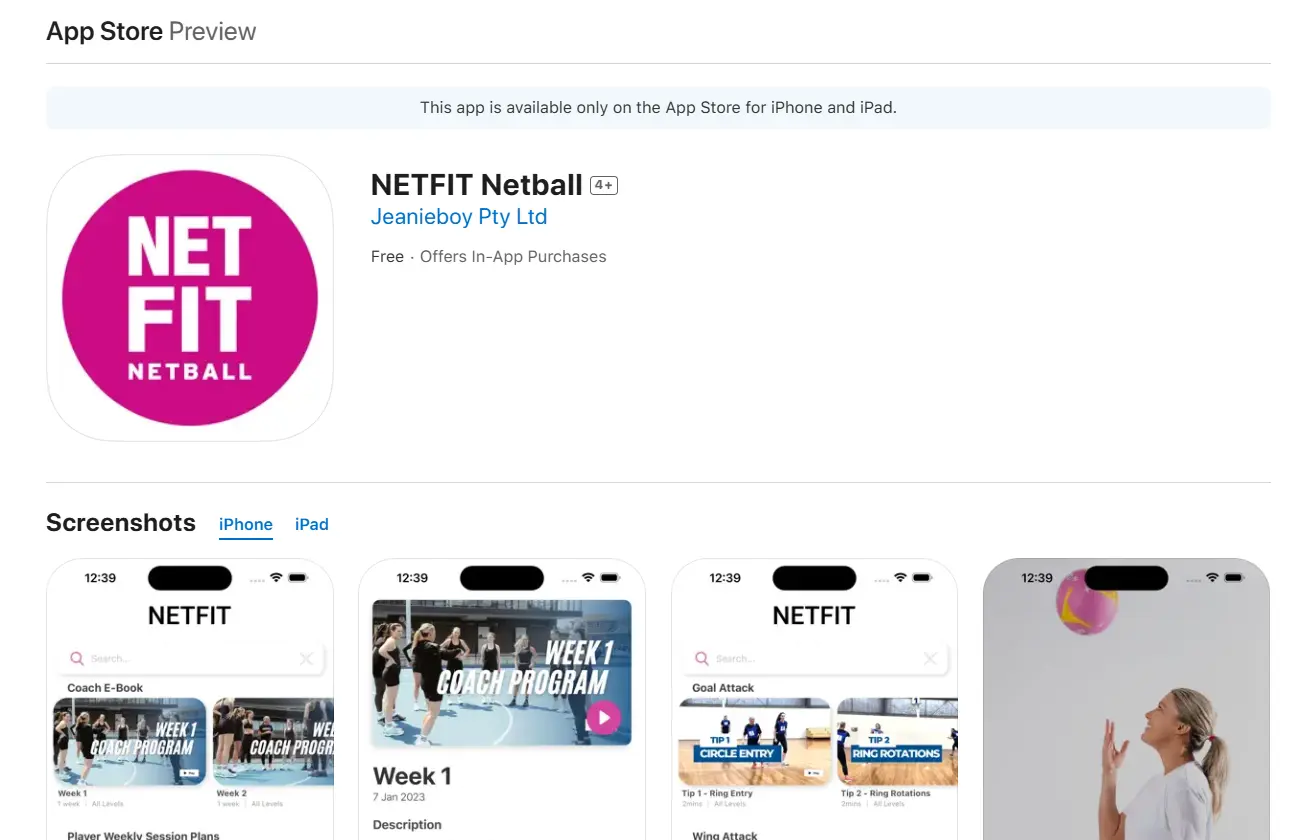 App Store Preview
This app is available only on the App Store for iPhone and iPad.
NET
FIT
NETBALL
NETFIT Netball 4+
Jeanieboy Pty Ltd
Free · Offers In-App Purchases
Screenshots iPhone iPad
12:39
NETFIT
Search...
Coach E-Book
WEEK 1
COACH PROGRAM
Play
WE
COACH PROGR
Week 1
1 week | All Levels
Week 2
1 week | All Levels
Player Weekly Session Plans
12:39
WEEK 1
COACH PROGRAM
Week 1
7 Jan 2023
Description
12:39
NETFIT
Search...
Goal Attack
TIP 1
CIRCLE ENTRY
Play
TIP 2
RING ROTATIONS
Tip 1 - Ring Entry
2mins | All Levels
Tip 2 - Ring Rotations
2mins | All Levels
Wing Attack
12:39